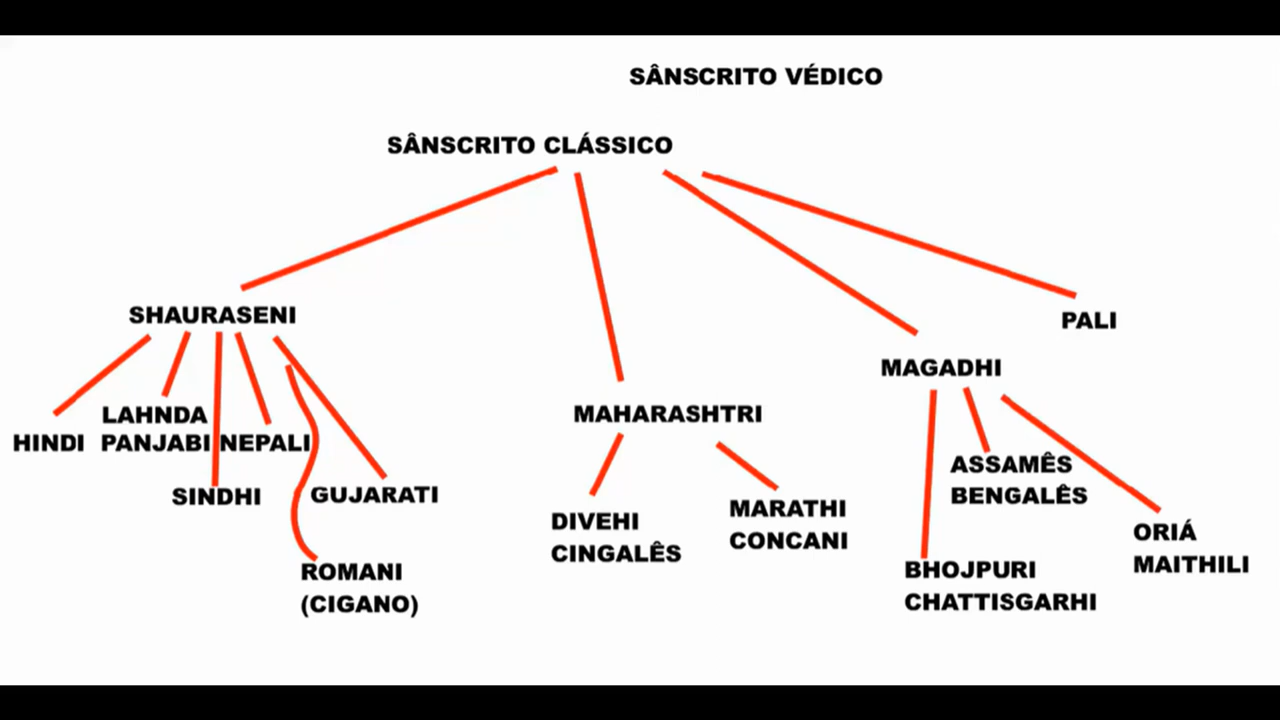 SÂNSCRITO VÉDICO
SÂNSCRITO CLÁSSICO
SHAURASENI
PALI
MAGADHI
LAHNDA
HINDI PANJABI NEPALI
MAHARASHTRI
ASSAMÊS
BENGALÊS
SINDHI
GUJARATI
DIVEHI
CINGALÊS
MARATHI
CONCANI
ORIÁ
MAITHILI
ROMANI
(CIGANO)
BHOJPURI
CHATTISGARHI